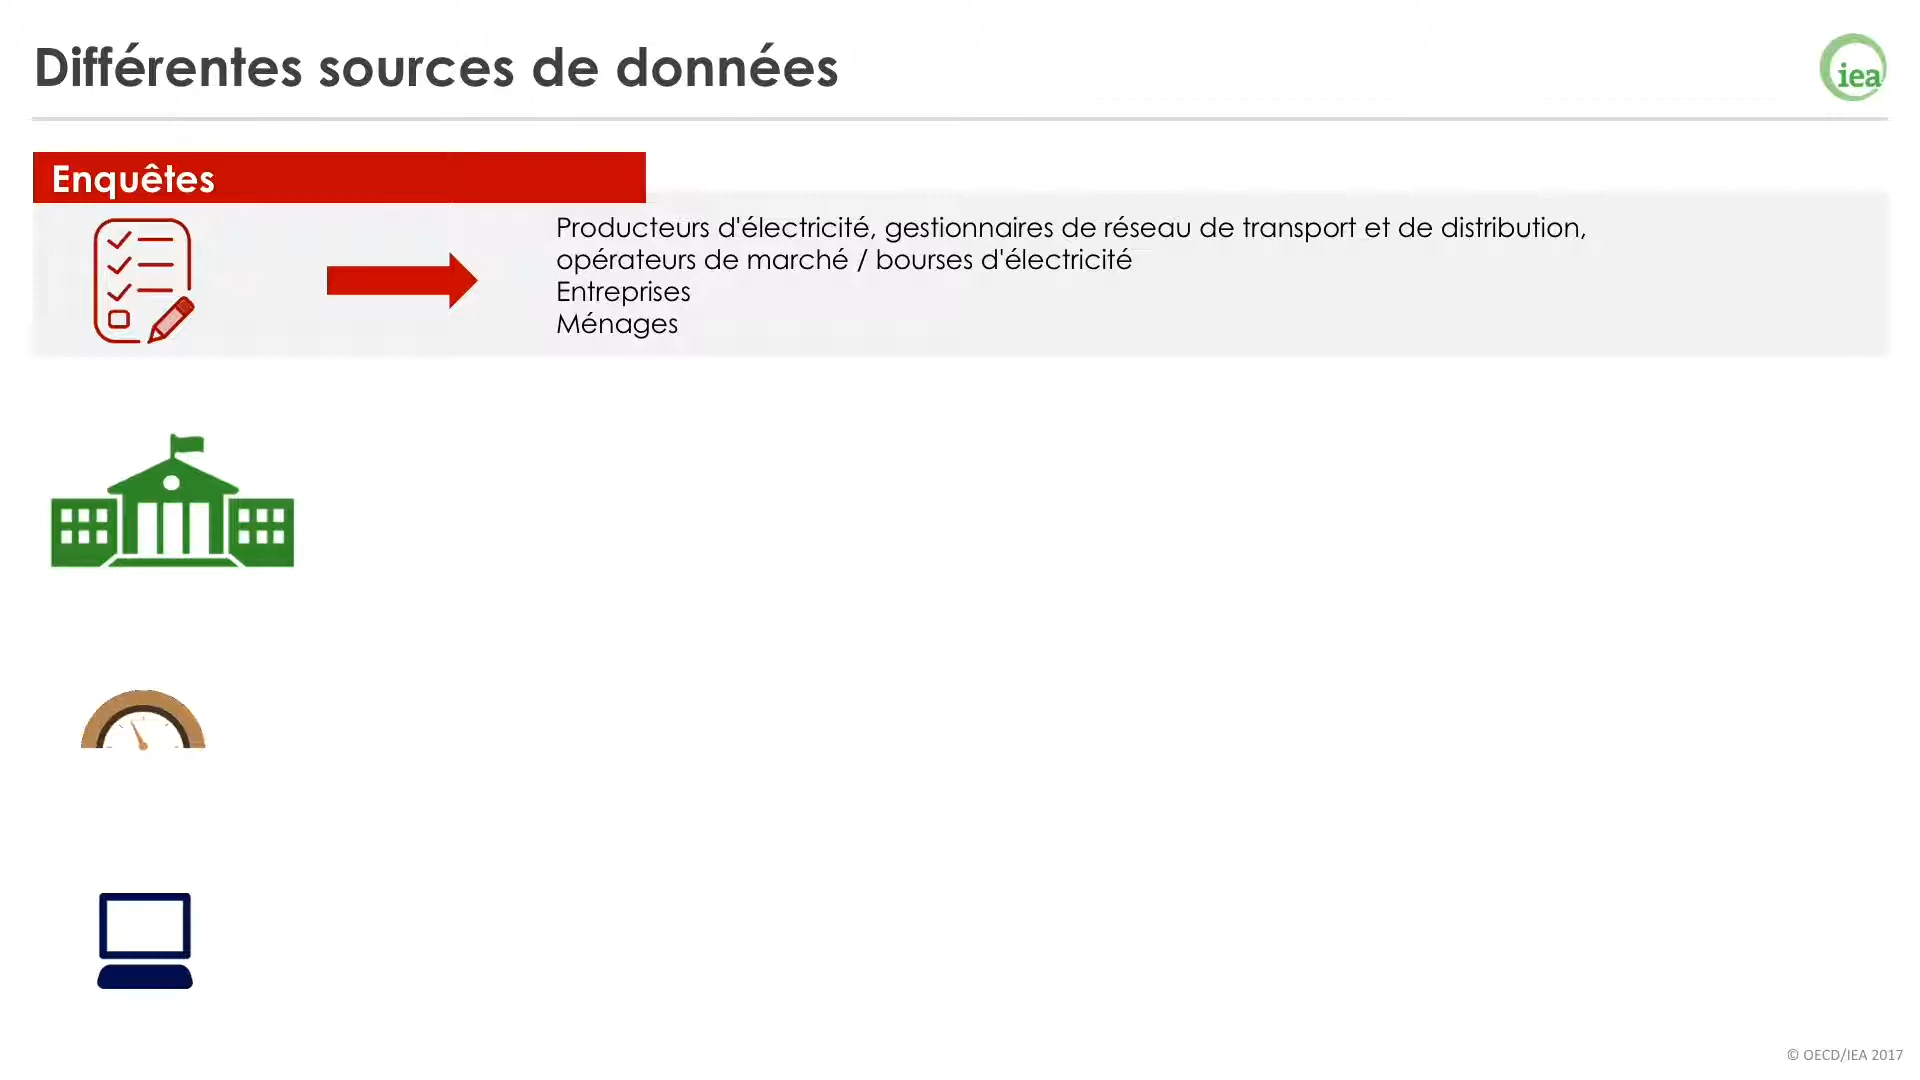 Différentes sources de données
iea
Enquêtes
Producteurs d'électricité, gestionnaires de réseau de transport et de distribution,
opérateurs de marché / bourses d'électricité
Entreprises
Ménages
© OECD/IEA 2017